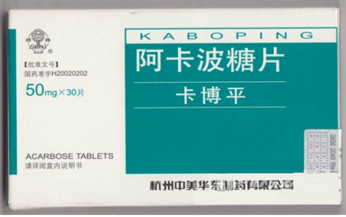 KABOPING
【批准文号】
国药准字H20020202
50mg×30片
阿卡波糖片
卡博平
ACARBOSE TABLETS
请详阅盒内说明书
杭州中美华东制药有限公司